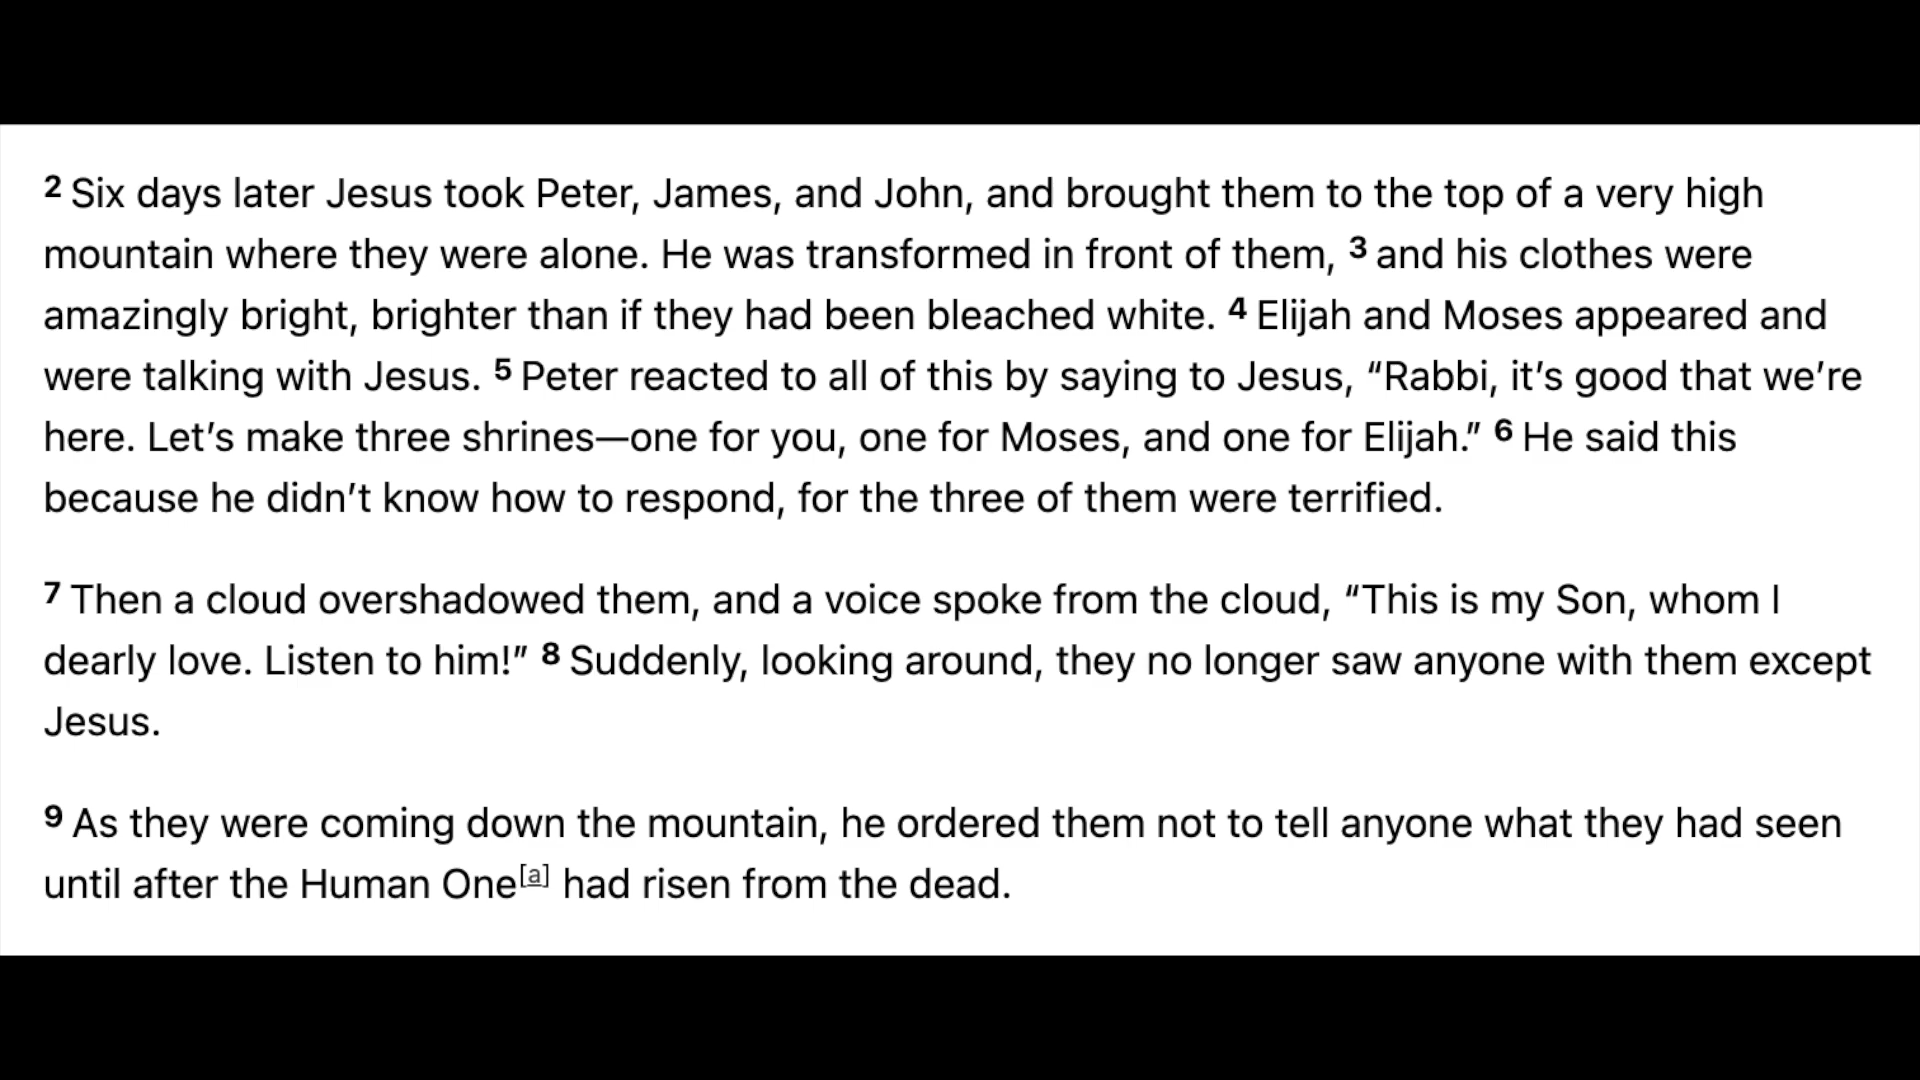 2 Six days later Jesus took Peter, James, and John, and brought them to the top of a very high
mountain where they were alone. He was transformed in front of them, 3 and his clothes were
amazingly bright, brighter than if they had been bleached white. 4 Elijah and Moses appeared and
were talking with Jesus. 5 Peter reacted to all of this by saying to Jesus, “Rabbi, it’s good that we’re
here. Let’s make three shrines—one for you, one for Moses, and one for Elijah.” 6 He said this
because he didn’t know how to respond, for the three of them were terrified.
7 Then a cloud overshadowed them, and a voice spoke from the cloud, “This is my Son, whom I
dearly love. Listen to him!” 8 Suddenly, looking around, they no longer saw anyone with them except
Jesus.
9 As they were coming down the mountain, he ordered them not to tell anyone what they had seen
until after the Human One[a] had risen from the dead.